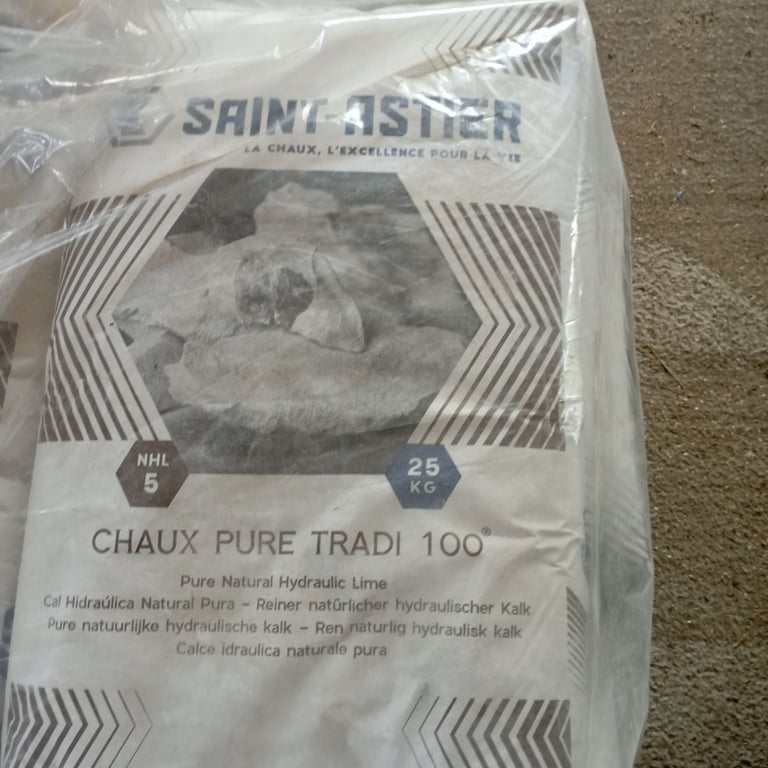 SAINT-ASTIER
LA CHAUX, L'EXCELLENCE POUR LA VIE
NHL
5
25
KG
CHAUX PURE TRADI 100®
Pure Natural Hydraulic Lime
Cal Hidraúlica Natural Pura – Reiner natürlicher hydraulischer Kalk
Pure natuurlijke hydraulische kalk – Ren naturlig hydraulisk kalk
Calce idraulica naturale pura